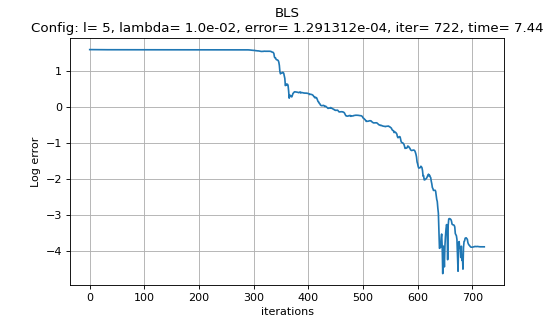 BLS
Config: l= 5, lambda= 1.0e-02, error= 1.291312e-04, iter= 722, time= 7.44
1
0
−1
−2
−3
−4
Log error
0 100 200 300 400 500 600 700
iterations